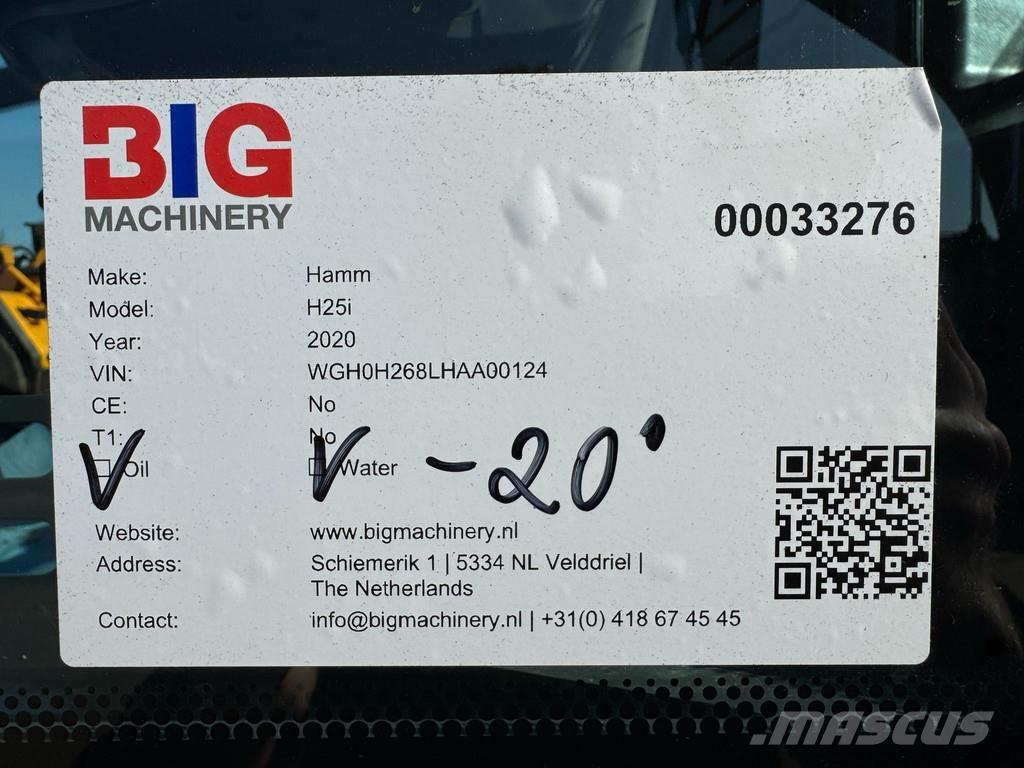 BIG
MACHINERY
00033276
Make: Hamm
Model: H25i
Year: 2020
VIN: WGH0H268LHAA00124
CE: No
T1: No
V Oil V Water -20°
Website: www.bigmachinery.nl
Address: Schiemerik 1 | 5334 NL Velddriel |
The Netherlands
Contact: info@bigmachinery.nl | +31(0) 418 67 45 45
MASCUS